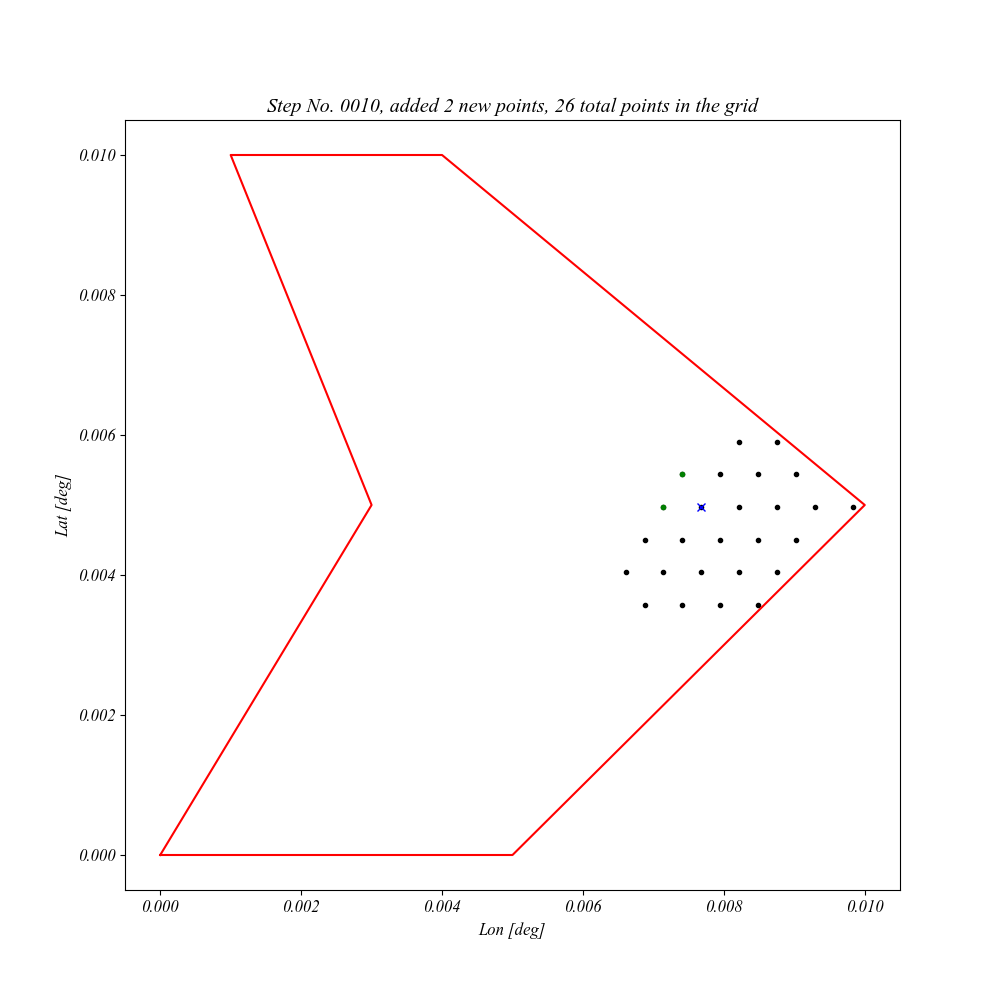 Step No. 0010, added 2 new points, 26 total points in the grid
0.010
0.008
0.006
0.004
0.002
0.000
Lat [deg]
0.000 0.002 0.004 0.006 0.008 0.010
Lon [deg]